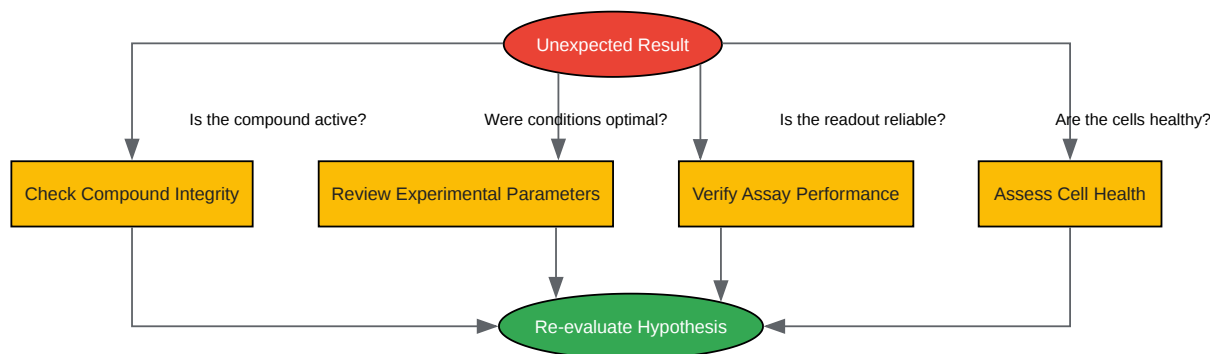 Unexpected Result
Is the compound active?
Were conditions optimal?
Is the readout reliable?
Are the cells healthy?
Check Compound Integrity
Review Experimental Parameters
Verify Assay Performance
Assess Cell Health
Re-evaluate Hypothesis